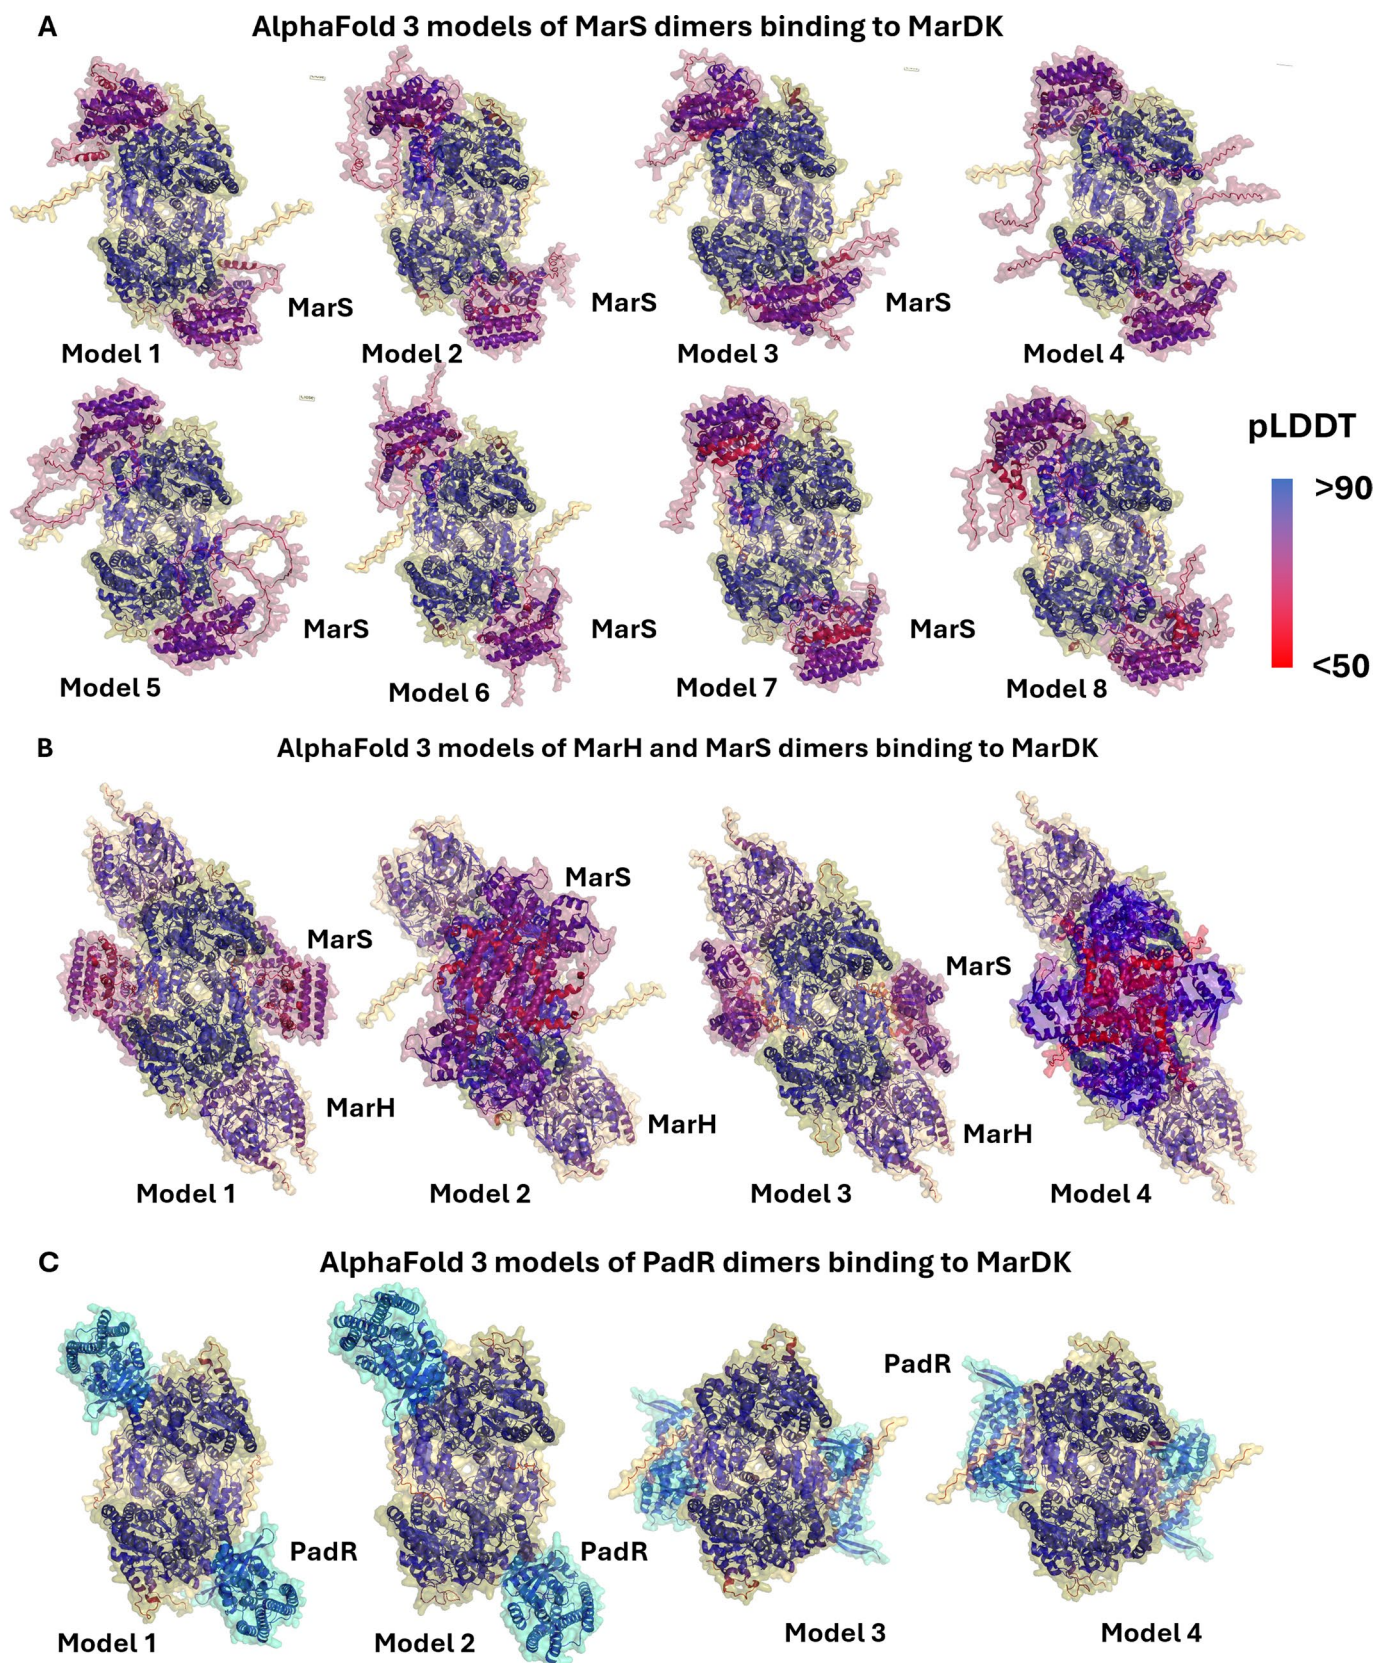 A
AlphaFold 3 models of MarS dimers binding to MarDK
MarS
MarS
MarS
Model 1
Model 2
Model 3
Model 4
pLDDT
>90
<50
MarS
MarS
MarS
Model 5
Model 6
Model 7
Model 8
B
AlphaFold 3 models of MarH and MarS dimers binding to MarDK
MarS
MarS
MarS
MarH
MarH
MarH
Model 1
Model 2
Model 3
Model 4
C
AlphaFold 3 models of PadR dimers binding to MarDK
PadR
PadR
PadR
Model 1
Model 2
Model 3
Model 4